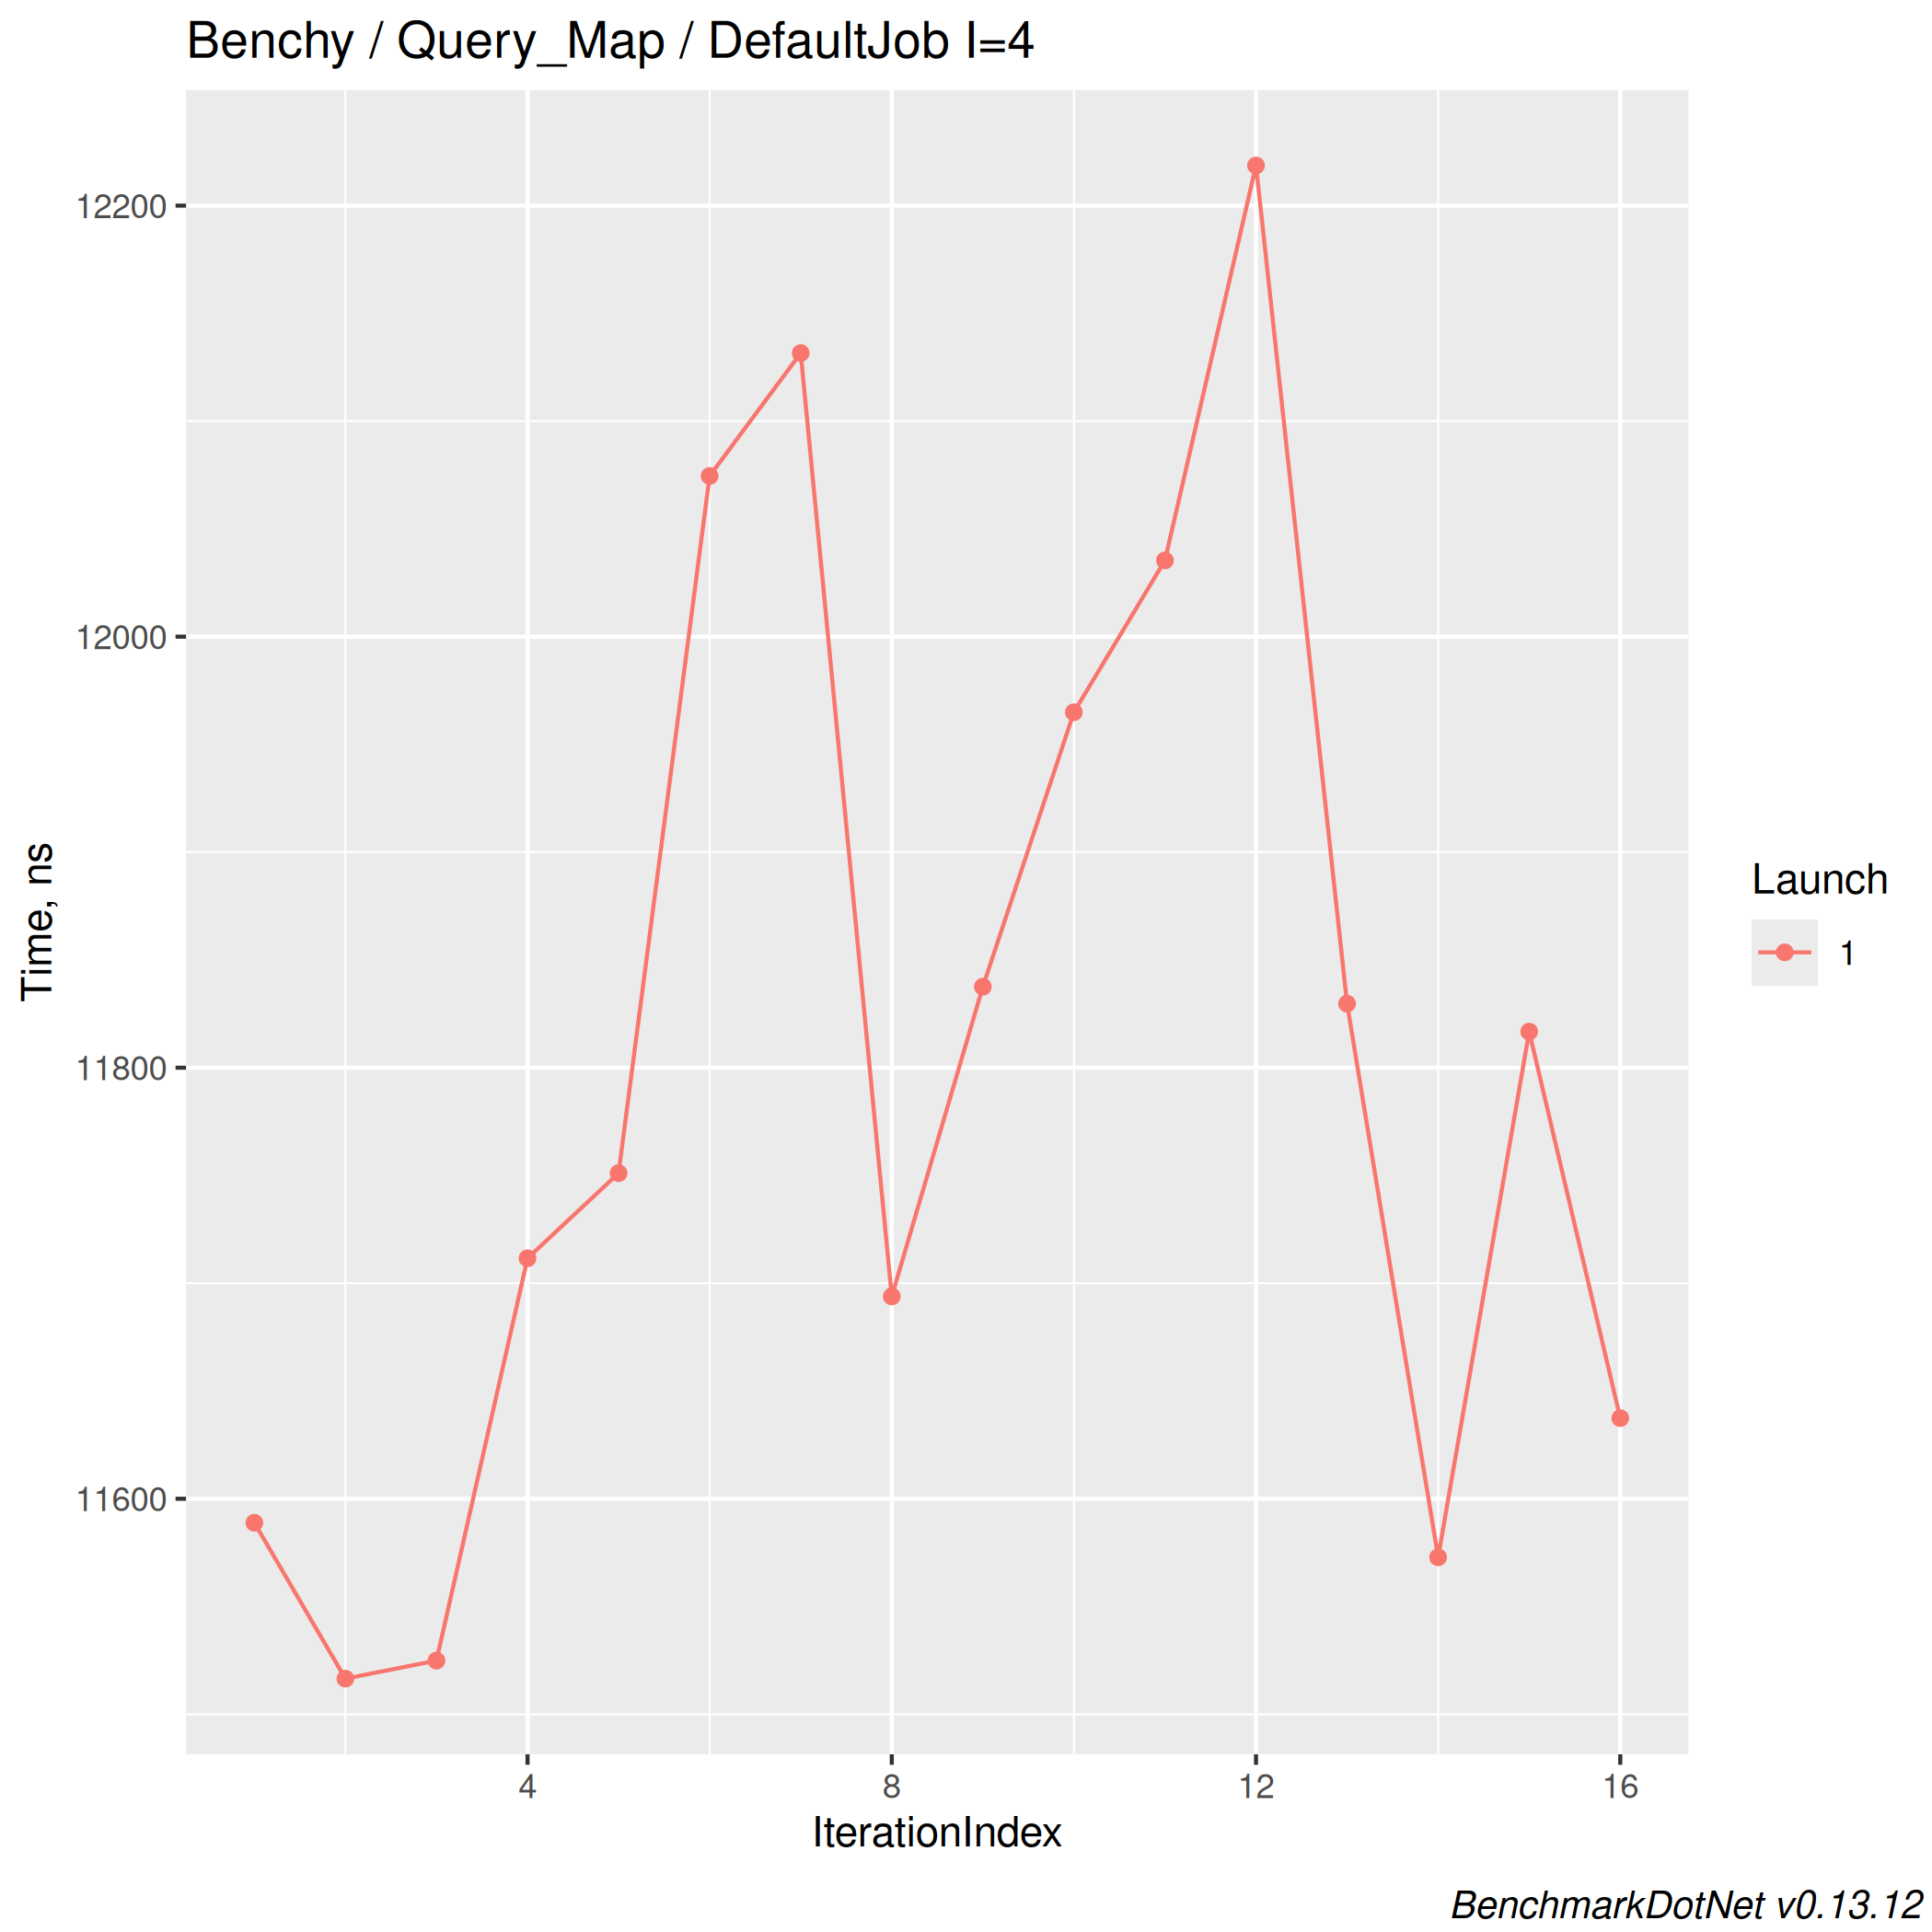 Benchy / Query_Map / DefaultJob I=4
12200
12000
11800
11600
Time, ns
4 8 12 16
IterationIndex
Launch
1
BenchmarkDotNet v0.13.12